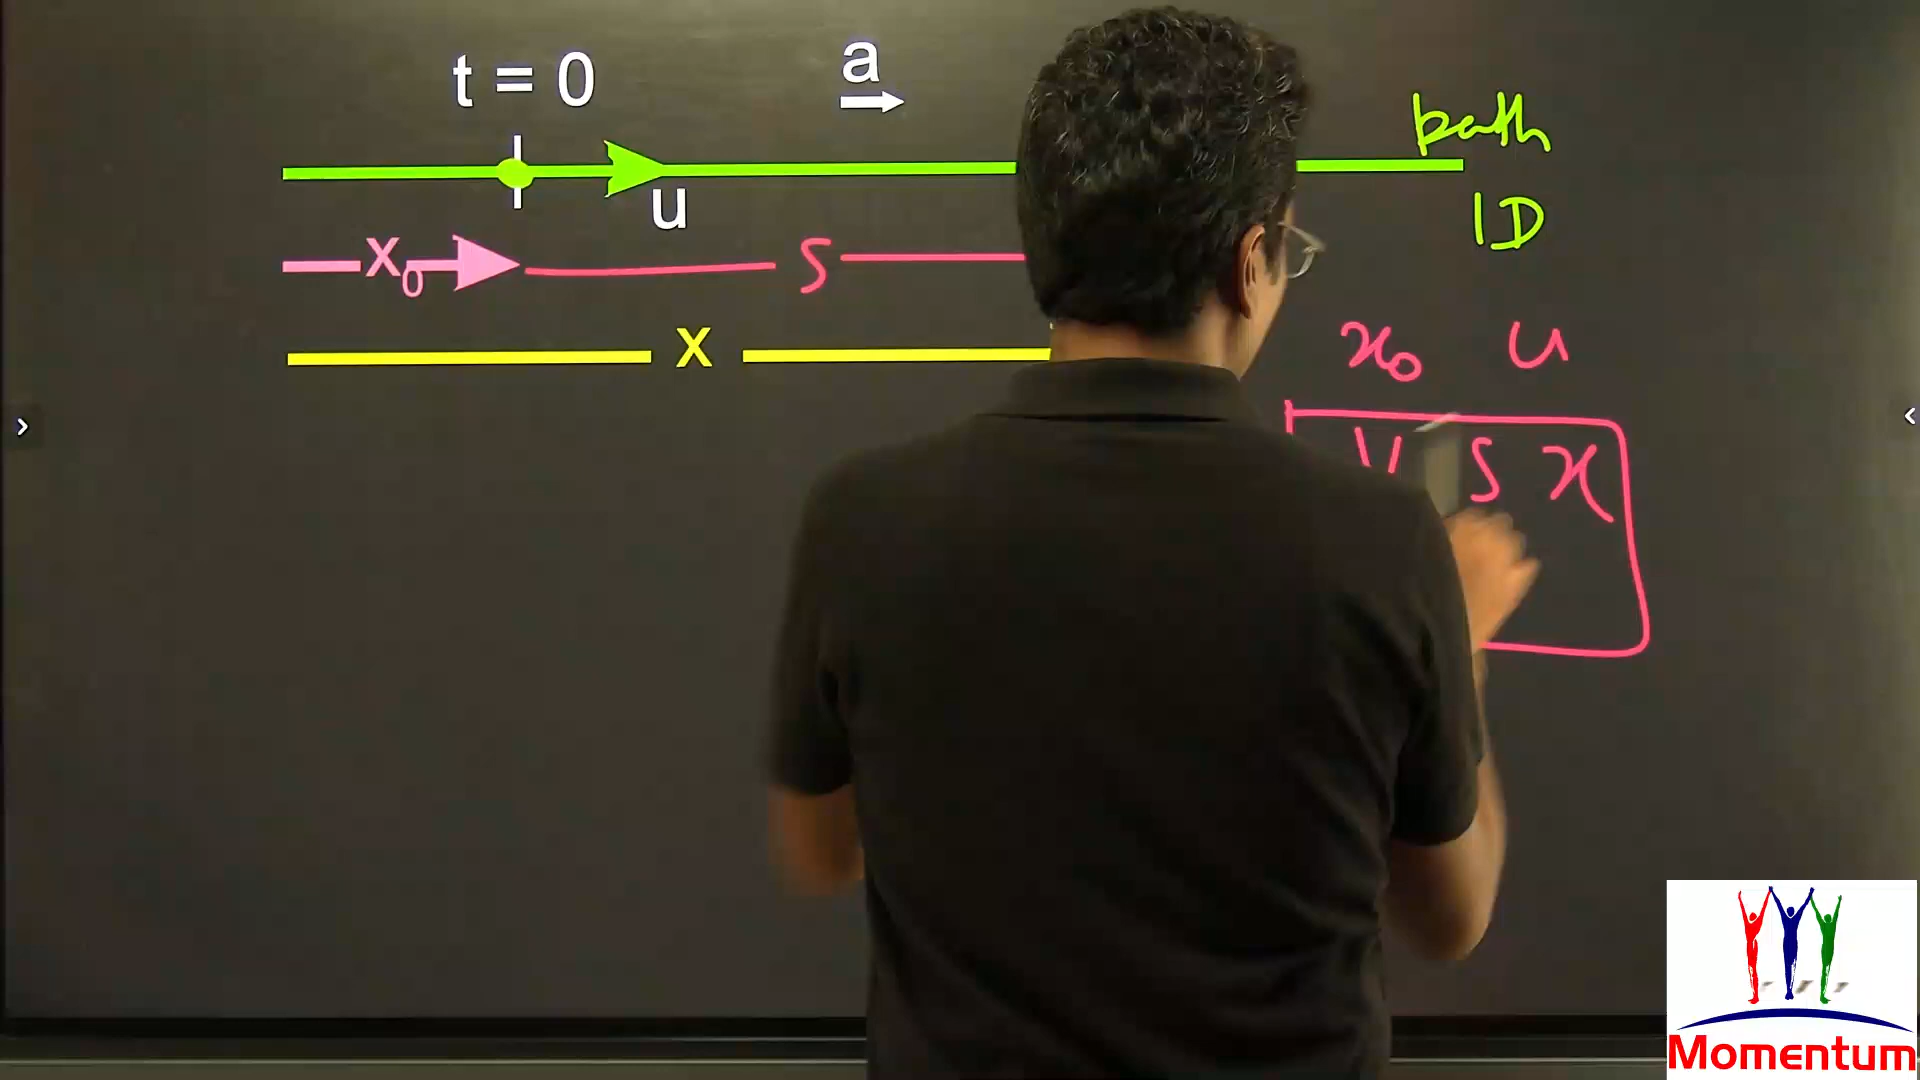 t = 0
a
path
u
1D
x₀
S
x
x₀ u
V S x
Momentum